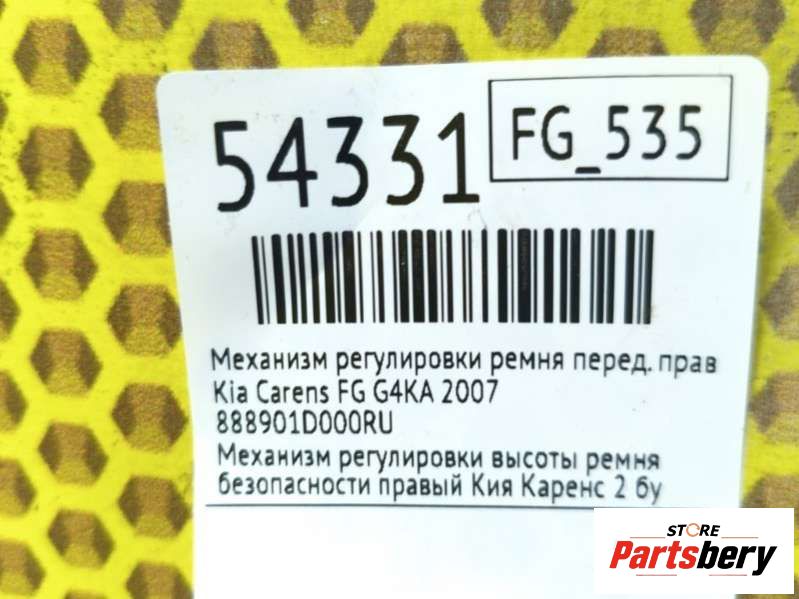 54331
FG_535
Механизм регулировки ремня перед. прав
Kia Carens FG G4KA 2007
888901D000RU
Механизм регулировки высоты ремня
безопасности правый Кия Каренс 2 бу
STORE
Partsbery